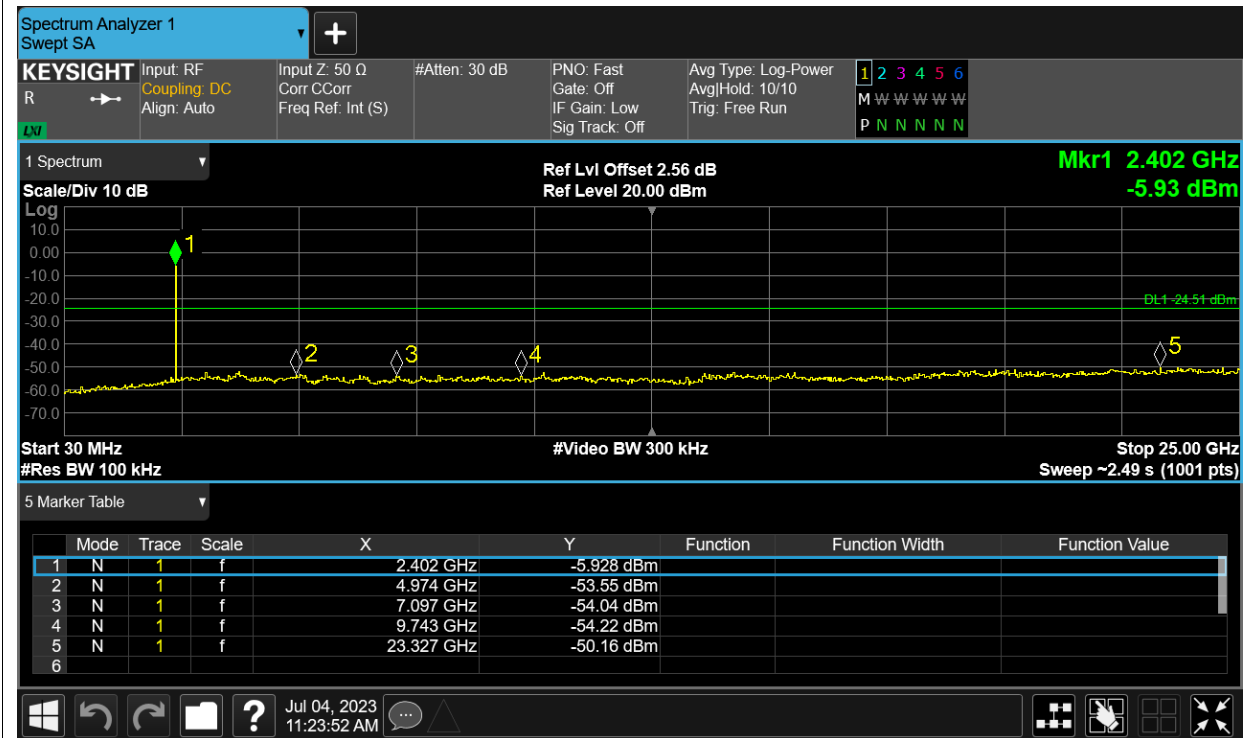 Spectrum Analyzer 1
Swept SA
+
KEYSIGHT Input: RF Input Z: 50 Ω #Atten: 30 dB PNO: Fast Avg Type: Log-Power 1 2 3 4 5 6
R Coupling: DC Corr CCorr Gate: Off Avg|Hold: 10/10 M W W W W W
Align: Auto Freq Ref: Int (S) IF Gain: Low Trig: Free Run
LXI Sig Track: Off P N N N N N
1 Spectrum Mkr1 2.402 GHz
Ref Lvl Offset 2.56 dB
Scale/Div 10 dB Ref Level 20.00 dBm -5.93 dBm
Log
10.0
1
0.00
-10.0
-20.0 DL1 -24.51 dBm
-30.0
-40.0
2 3 4 5
-50.0
-60.0
-70.0
Start 30 MHz #Video BW 300 kHz Stop 25.00 GHz
#Res BW 100 kHz Sweep ~2.49 s (1001 pts)
5 Marker Table
Mode Trace Scale X Y Function Function Width Function Value
1 N 1 f 2.402 GHz -5.928 dBm
2 N 1 f 4.974 GHz -53.55 dBm
3 N 1 f 7.097 GHz -54.04 dBm
4 N 1 f 9.743 GHz -54.22 dBm
5 N 1 f 23.327 GHz -50.16 dBm
6
? Jul 04, 2023
11:23:52 AM